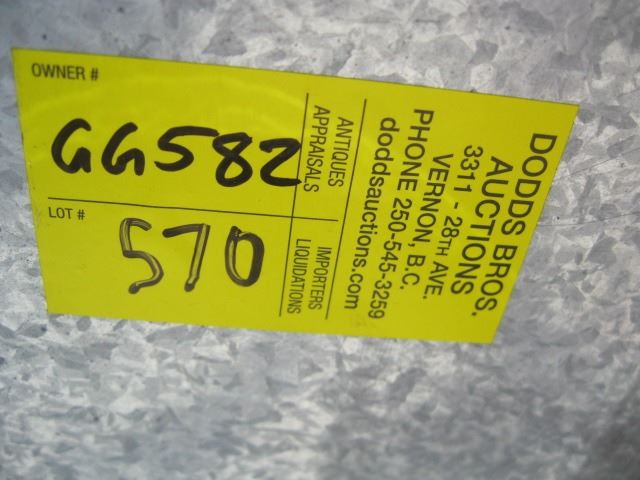 OWNER #
GG582
LOT #
570
ANTIQUES
APPRAISALS
IMPORTERS
LIQUIDATIONS
DODDS BROS.
AUCTIONS
3311 - 28TH AVE.
VERNON, B.C.
PHONE 250-545-3259
doddsauctions.com